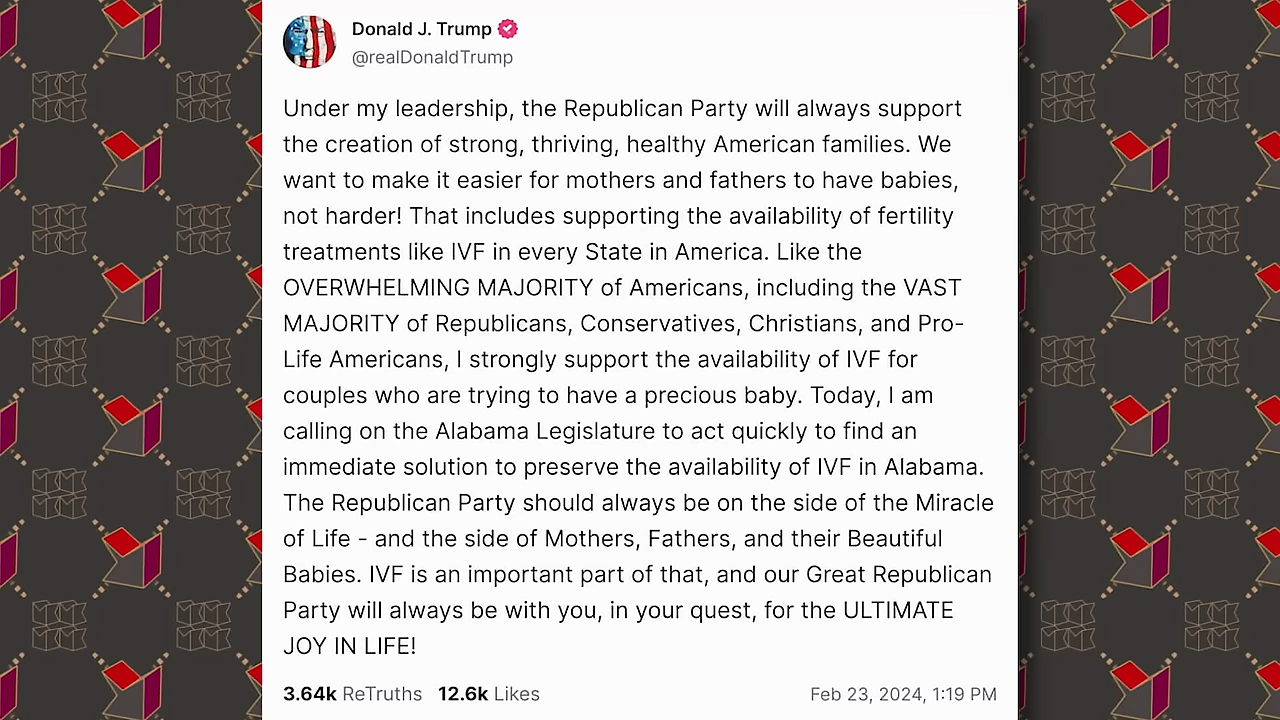 Donald J. Trump
@realDonaldTrump
Under my leadership, the Republican Party will always support
the creation of strong, thriving, healthy American families. We
want to make it easier for mothers and fathers to have babies,
not harder! That includes supporting the availability of fertility
treatments like IVF in every State in America. Like the
OVERWHELMING MAJORITY of Americans, including the VAST
MAJORITY of Republicans, Conservatives, Christians, and Pro-
Life Americans, I strongly support the availability of IVF for
couples who are trying to have a precious baby. Today, I am
calling on the Alabama Legislature to act quickly to find an
immediate solution to preserve the availability of IVF in Alabama.
The Republican Party should always be on the side of the Miracle
of Life - and the side of Mothers, Fathers, and their Beautiful
Babies. IVF is an important part of that, and our Great Republican
Party will always be with you, in your quest, for the ULTIMATE
JOY IN LIFE!
3.64k ReTruths 12.6k Likes Feb 23, 2024, 1:19 PM